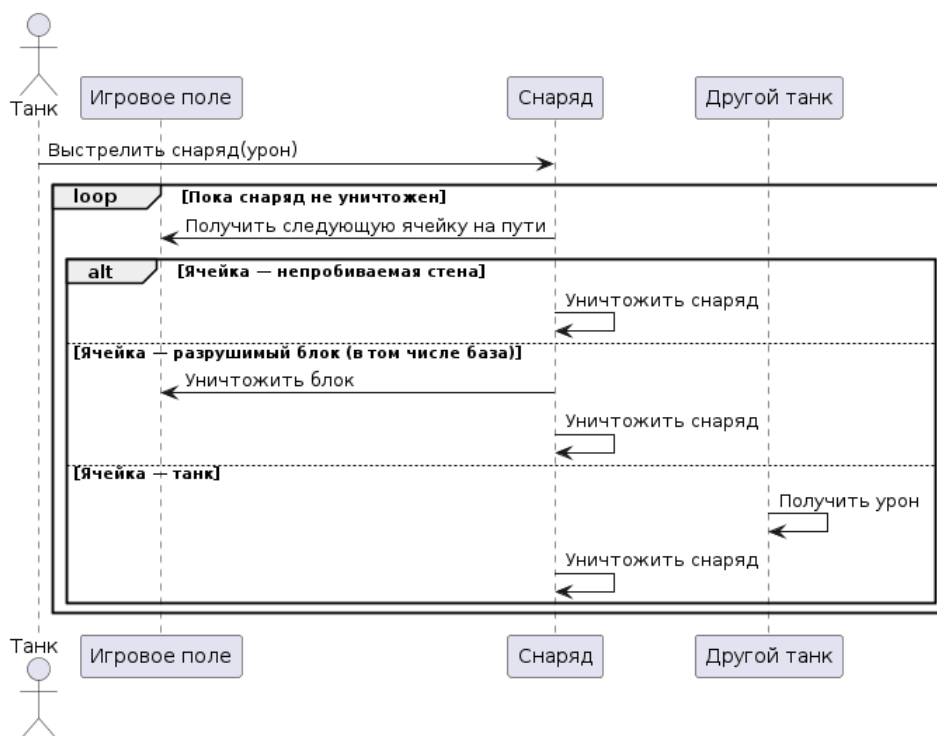 Танк
Игровое поле
Снаряд
Другой танк
Выстрелить снаряд(урон)
loop [Пока снаряд не уничтожен]
Получить следующую ячейку на пути
alt [Ячейка — непробиваемая стена]
Уничтожить снаряд
[Ячейка — разрушимый блок (в том числе база)]
Уничтожить блок
Уничтожить снаряд
[Ячейка — танк]
Получить урон
Уничтожить снаряд
Танк
Игровое поле
Снаряд
Другой танк